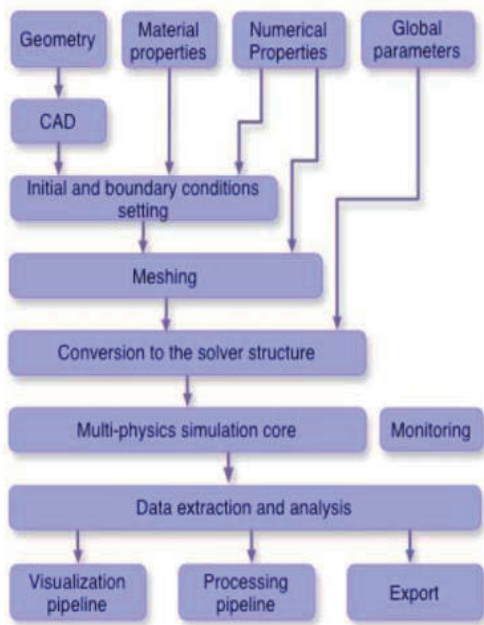 Geometry
Material
properties
Numerical
Properties
Global
parameters
CAD
Initial and boundary conditions
setting
Meshing
Conversion to the solver structure
Multi-physics simulation core
Monitoring
Data extraction and analysis
Visualization
pipeline
Processing
pipeline
Export